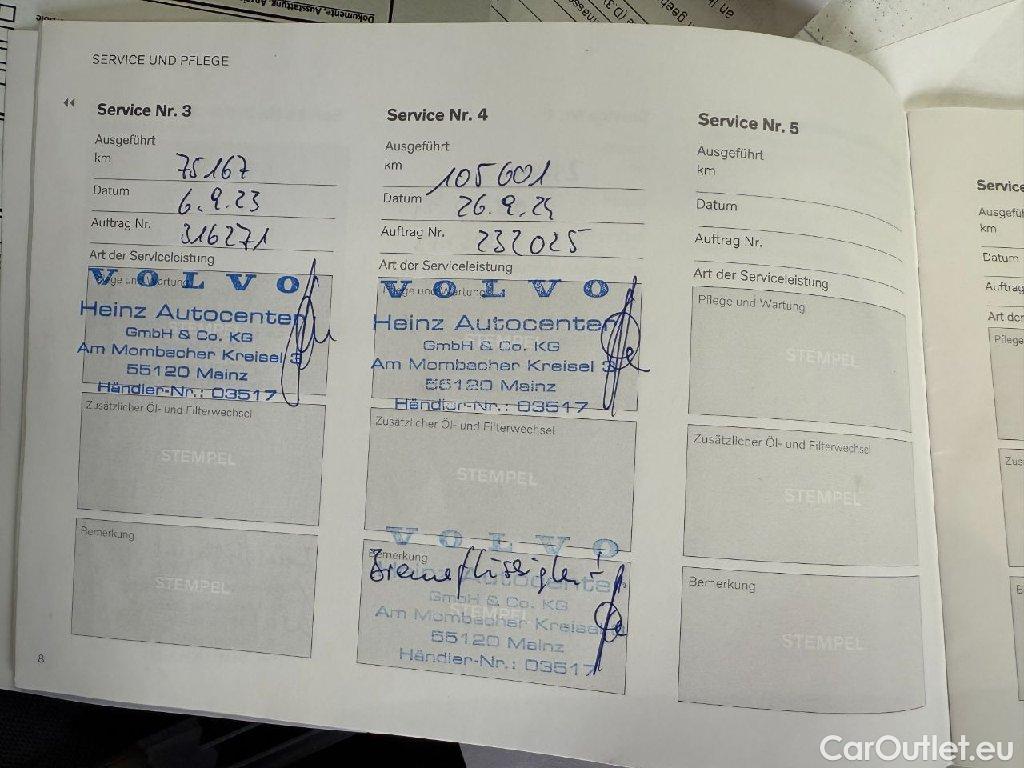 SERVICE UND PFLEGE
Service Nr. 3
Ausgeführt
km 75167
Datum 6.9.23
Auftrag Nr. 316271
Art der Serviceleistung
VOLVO
Heinz Autocenter
GmbH & Co. KG
Am Mombacher Kreisel 3
55120 Mainz
Händler-Nr.: 03517
Zusätzlicher Öl- und Filterwechsel
STEMPEL
Bemerkung
STEMPEL
8
Service Nr. 4
Ausgeführt
km 105601
Datum 26.9.24
Auftrag Nr. 232025
Art der Serviceleistung
VOLVO
Heinz Autocenter
GmbH & Co. KG
Am Mombacher Kreisel 3
55120 Mainz
Händler-Nr.: 03517
Zusätzlicher Öl- und Filterwechsel
STEMPEL
VOLVO
Bemerkung
Autocenter
GmbH & Co. KG
Am Mombacher Kreisel
55120 Mainz
Händler-Nr.: 03517
Service Nr. 5
Ausgeführt
km
Datum
Auftrag Nr.
Art der Serviceleistung
Pflege und Wartung
STEMPEL
Zusätzlicher Öl- und Filterwechsel
STEMPEL
Bemerkung
STEMPEL
Service
Ausgefüh
km
Datum
Auftrag
Art der
Pflege
Zus
CarOutlet.eu